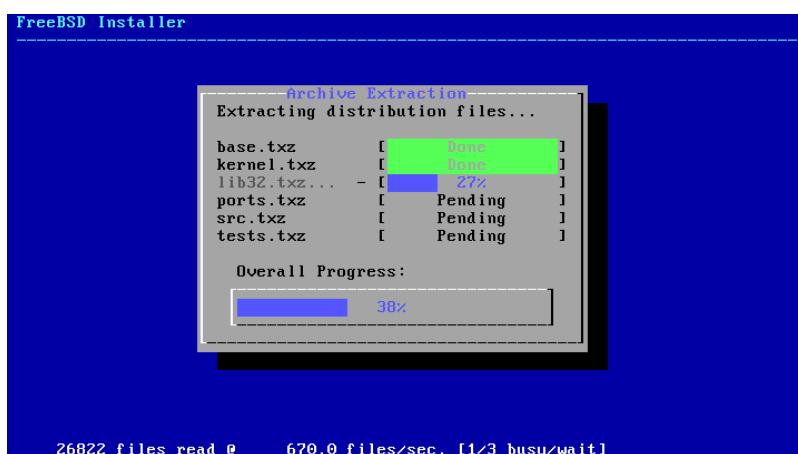 FreeBSD Installer
Archive Extraction
Extracting distribution files...
base.txz [ Done ]
kernel.txz [ Done ]
lib32.txz... - [ 27% ]
ports.txz [ Pending ]
src.txz [ Pending ]
tests.txz [ Pending ]
Overall Progress:
38%
26822 files read @ 670.0 files/sec. [1/3 busy/wait]